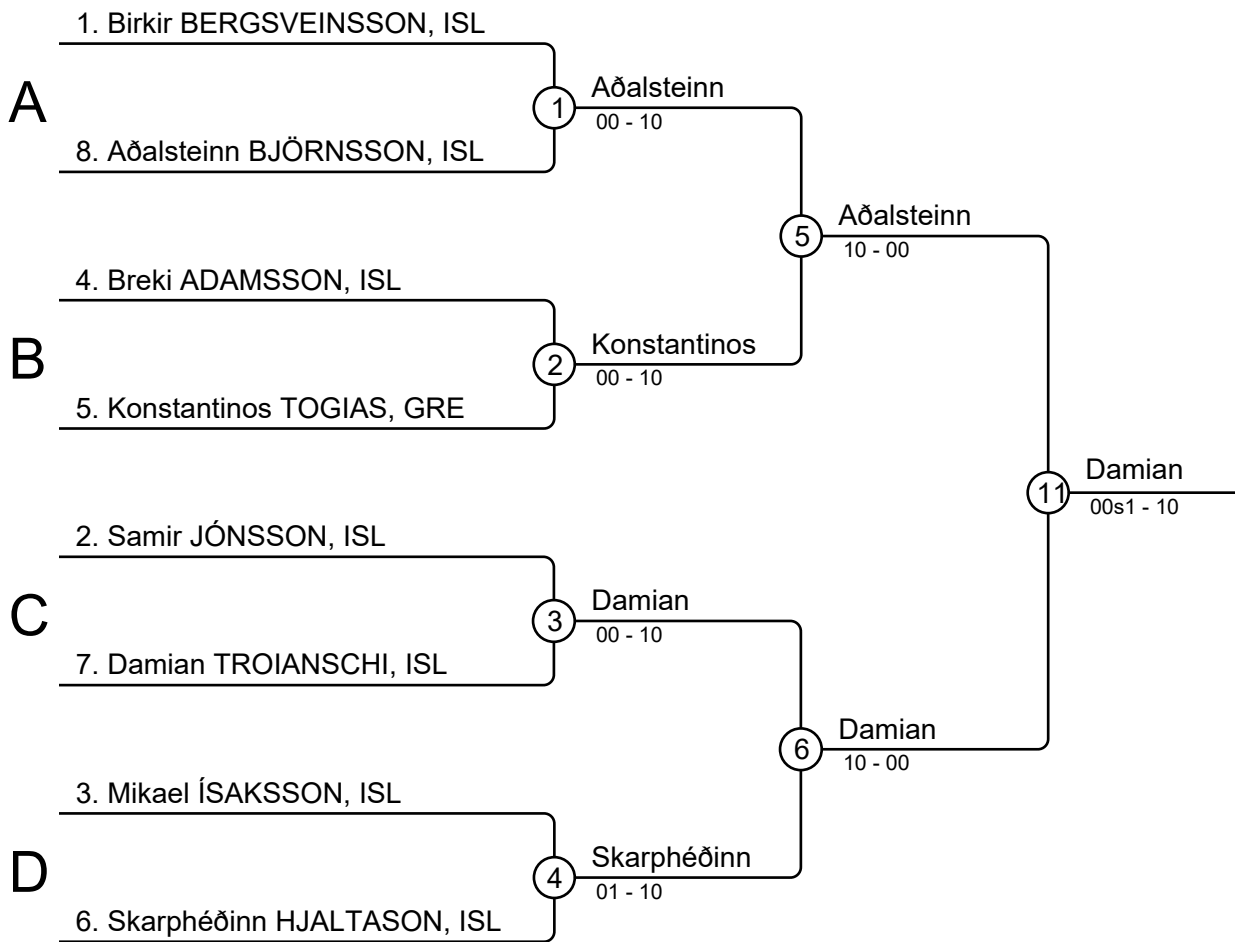 1. Birkir BERGSVEINSSON, ISL
A
1
Aðalsteinn
00 - 10
8. Aðalsteinn BJÖRNSSON, ISL
5
Aðalsteinn
10 - 00
4. Breki ADAMSSON, ISL
B
2
Konstantinos
00 - 10
5. Konstantinos TOGIAS, GRE
11
Damian
00s1 - 10
2. Samir JÓNSSON, ISL
C
3
Damian
00 - 10
7. Damian TROIANSCHI, ISL
6
Damian
10 - 00
3. Mikael ÍSAKSSON, ISL
D
4
Skarphéðinn
01 - 10
6. Skarphéðinn HJALTASON, ISL